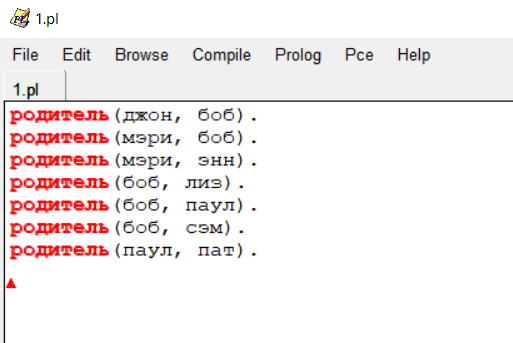 1.pl
File Edit Browse Compile Prolog Pce Help
1.pl
родитель(джон, боб).
родитель(мэри, боб).
родитель(мэри, энн).
родитель(боб, лиз).
родитель(боб, паул).
родитель(боб, сэм).
родитель(паул, пат).